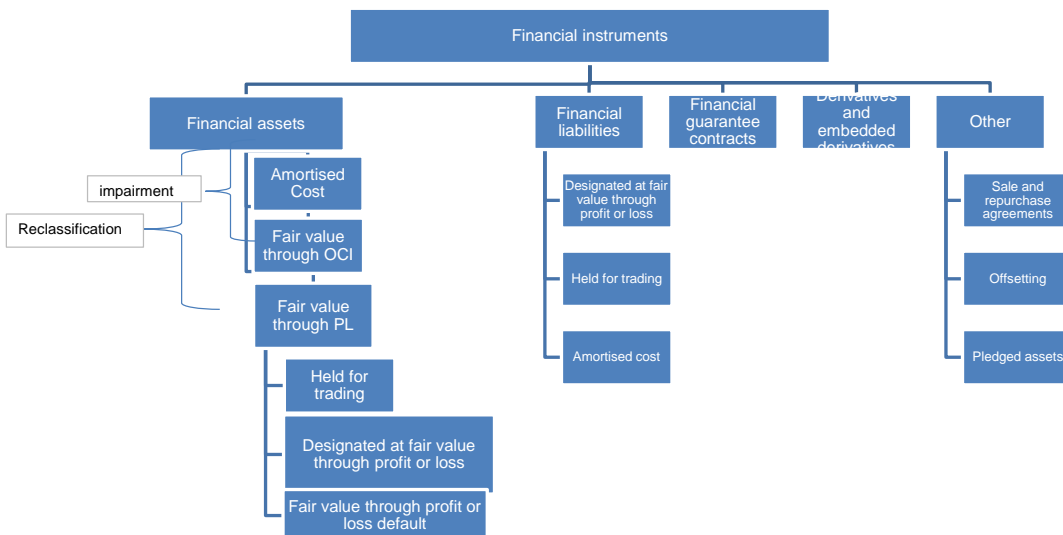 Financial instruments
Financial assets
Financial
liabilities
Financial
guarantee
contracts
Derivatives
and
embedded
derivatives
Other
impairment
Reclassification
Amortised
Cost
Fair value
through OCI
Fair value
through PL
Held for
trading
Designated at fair value
through profit or loss
Fair value through profit or
loss default
Designated at fair
value through
profit or loss
Held for trading
Amortised cost
Sale and
repurchase
agreements
Offsetting
Pledged assets